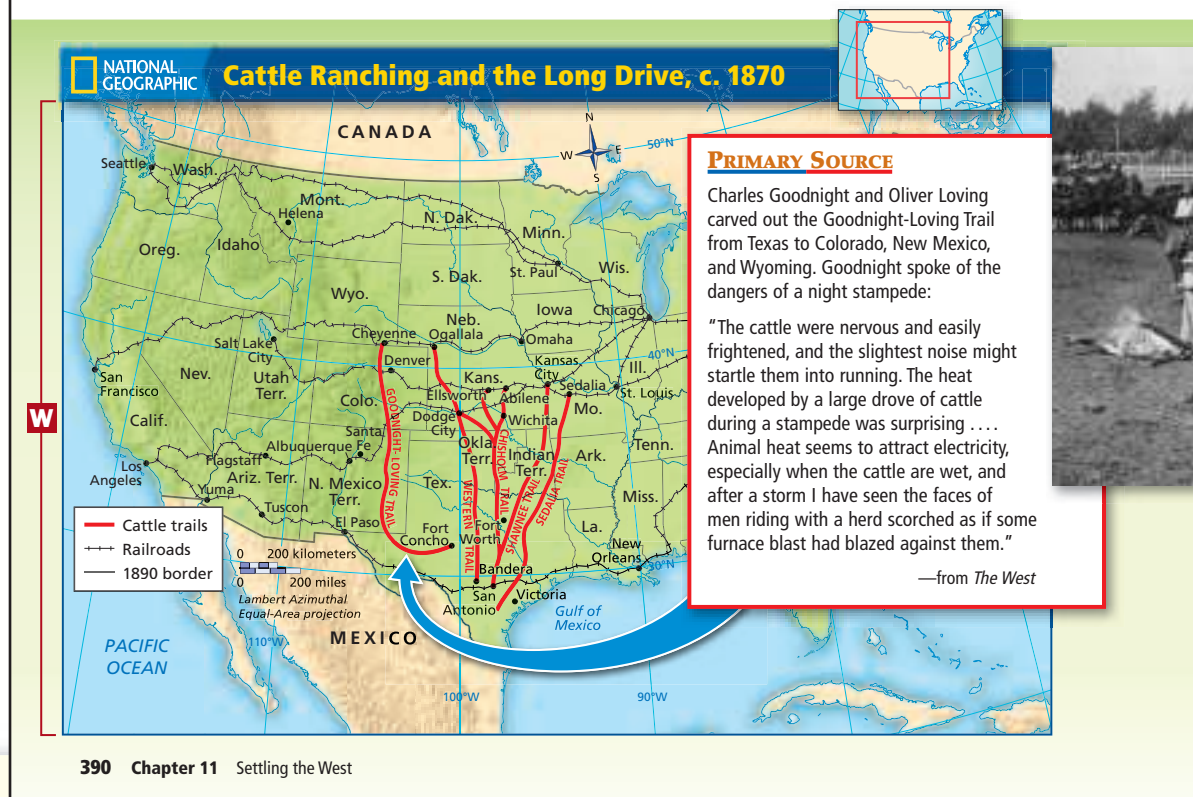 NATIONAL
GEOGRAPHIC
Cattle Ranching and the Long Drive, c. 1870
W
CANADA
N
W E
S
50°N
Seattle
Wash.
Mont.
Helena
N. Dak.
Minn.
Oreg.
Idaho
S. Dak.
St. Paul
Wis.
Wyo.
Iowa
Chicago
Neb.
Cheyenne
Ogallala
Omaha
Salt Lake
City
Denver
Kansas
City
40°N
Ill.
San
Francisco
Nev.
Utah
Terr.
Kans.
Sedalia
St. Louis
Ellsworth
Abilene
Colo.
Mo.
Calif.
Dodge
City
Wichita
Santa
Fe
Albuquerque
Okla.
Terr.
Indian
Terr.
Ark.
Tenn.
Los
Angeles
Flagstaff
Ariz. Terr.
N. Mexico
Terr.
Tex.
Miss.
Yuma
Tuscon
El Paso
Fort
Concho
Fort
Worth
La.
New
Orleans
30°N
GOODNIGHT-LOVING TRAIL
WESTERN TRAIL
CHISHOLM TRAIL
SHAWNEE TRAIL
SEDALIA TRAIL
Bandera
San
Antonio
Victoria
Gulf of
Mexico
MEXICO
PACIFIC
OCEAN
110°W
100°W
90°W
Cattle trails
Railroads
1890 border
0 200 kilometers
0 200 miles
Lambert Azimuthal
Equal-Area projection
PRIMARY SOURCE
Charles Goodnight and Oliver Loving
carved out the Goodnight-Loving Trail
from Texas to Colorado, New Mexico,
and Wyoming. Goodnight spoke of the
dangers of a night stampede:
“The cattle were nervous and easily
frightened, and the slightest noise might
startle them into running. The heat
developed by a large drove of cattle
during a stampede was surprising . . . .
Animal heat seems to attract electricity,
especially when the cattle are wet, and
after a storm I have seen the faces of
men riding with a herd scorched as if some
furnace blast had blazed against them.”
—from The West
390 Chapter 11 Settling the West